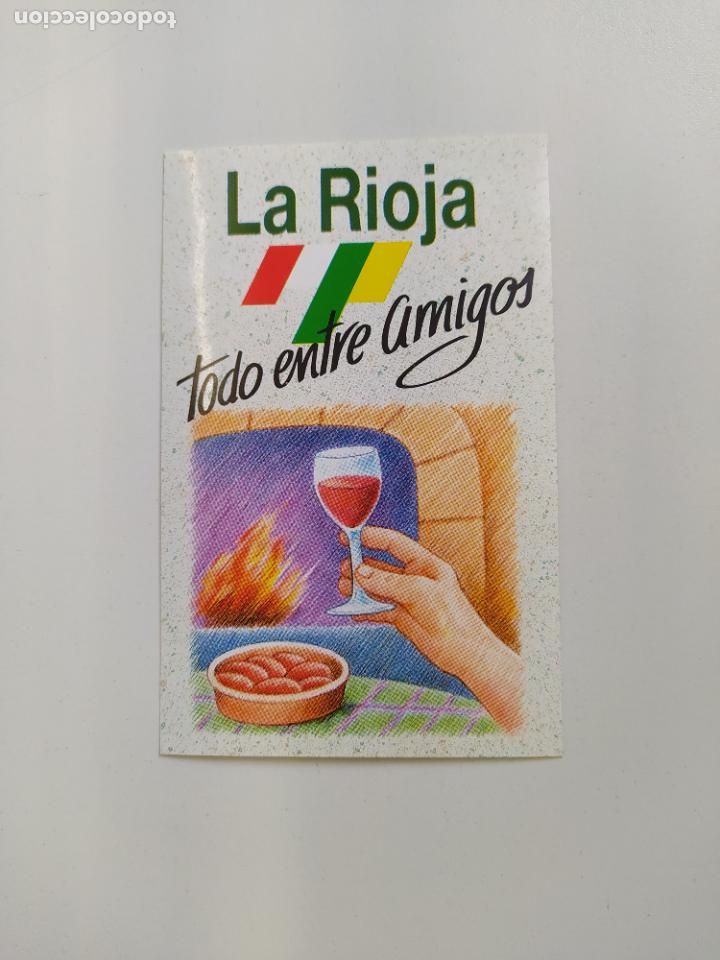 todocoleccion
La Rioja
todo entre amigos